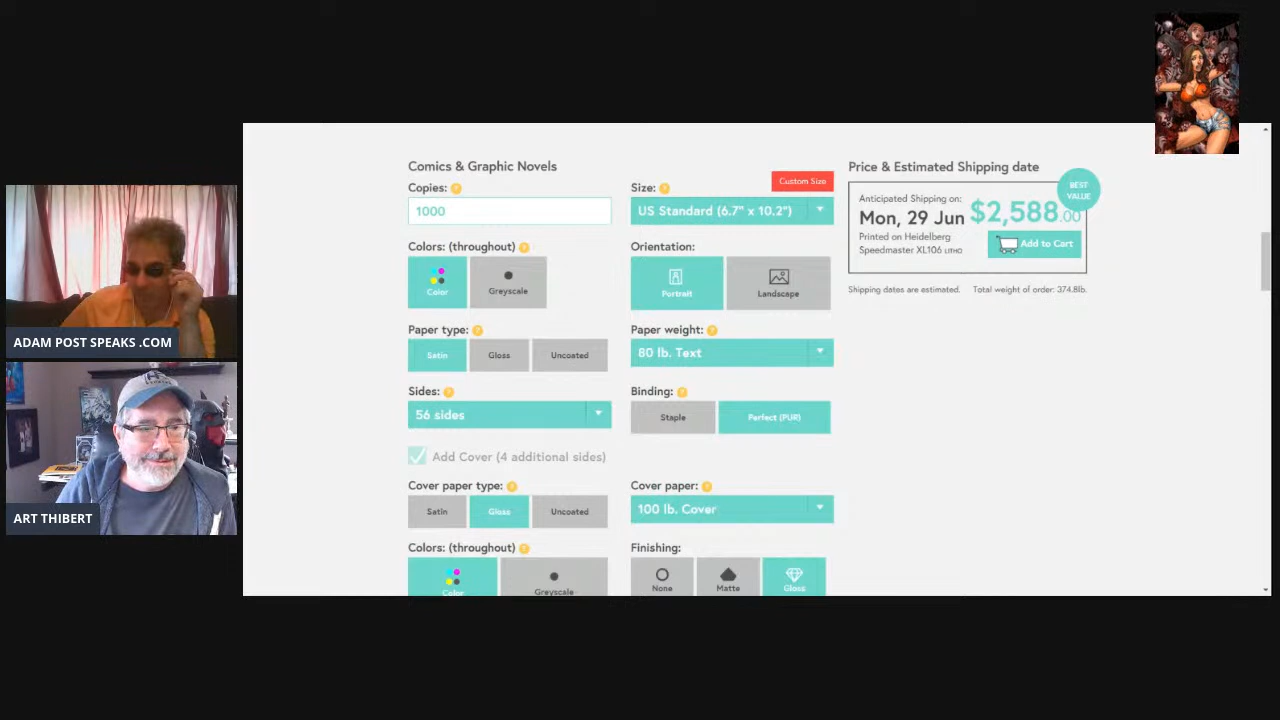 Comics & Graphic Novels
Copies: ?
1000
Size: ?
Custom Size
US Standard (6.7" x 10.2")
Colors: (throughout) ?
Color
Greyscale
Orientation:
Portrait
Landscape
Paper type: ?
Satin
Gloss
Uncoated
Paper weight: ?
80 lb. Text
Sides: ?
56 sides
Binding: ?
Staple
Perfect (PUR)
Add Cover (4 additional sides)
Cover paper type: ?
Satin
Gloss
Uncoated
Cover paper: ?
100 lb. Cover
Colors: (throughout) ?
Color
Greyscale
Finishing:
None
Matte
Gloss
Price & Estimated Shipping date
BEST
VALUE
Anticipated Shipping on:
Mon, 29 Jun
$2,588.00
Printed on Heidelberg
Speedmaster XL106 LITHO
Add to Cart
Shipping dates are estimated. Total weight of order: 374.8lb.
ADAM POST SPEAKS .COM
ART THIBERT